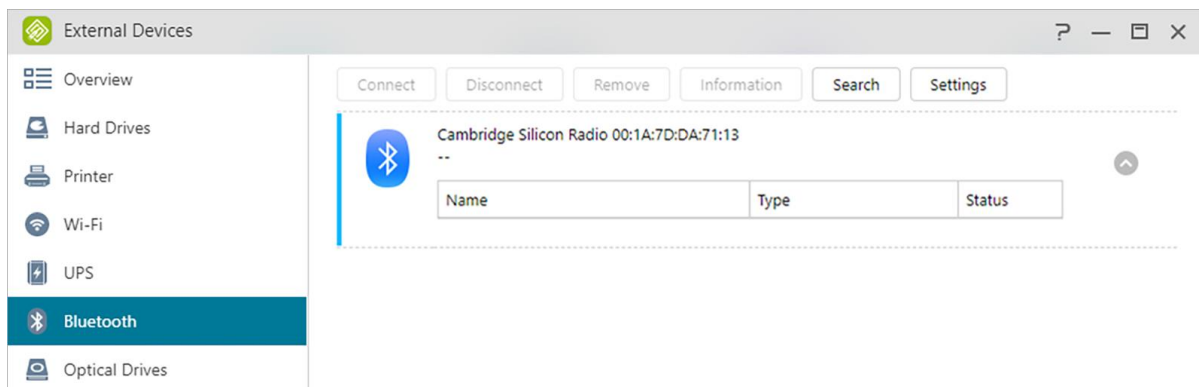 External Devices
Overview
Hard Drives
Printer
Wi-Fi
UPS
Bluetooth
Optical Drives
Connect Disconnect Remove Information Search Settings
Cambridge Silicon Radio 00:1A:7D:DA:71:13
--
Name Type Status